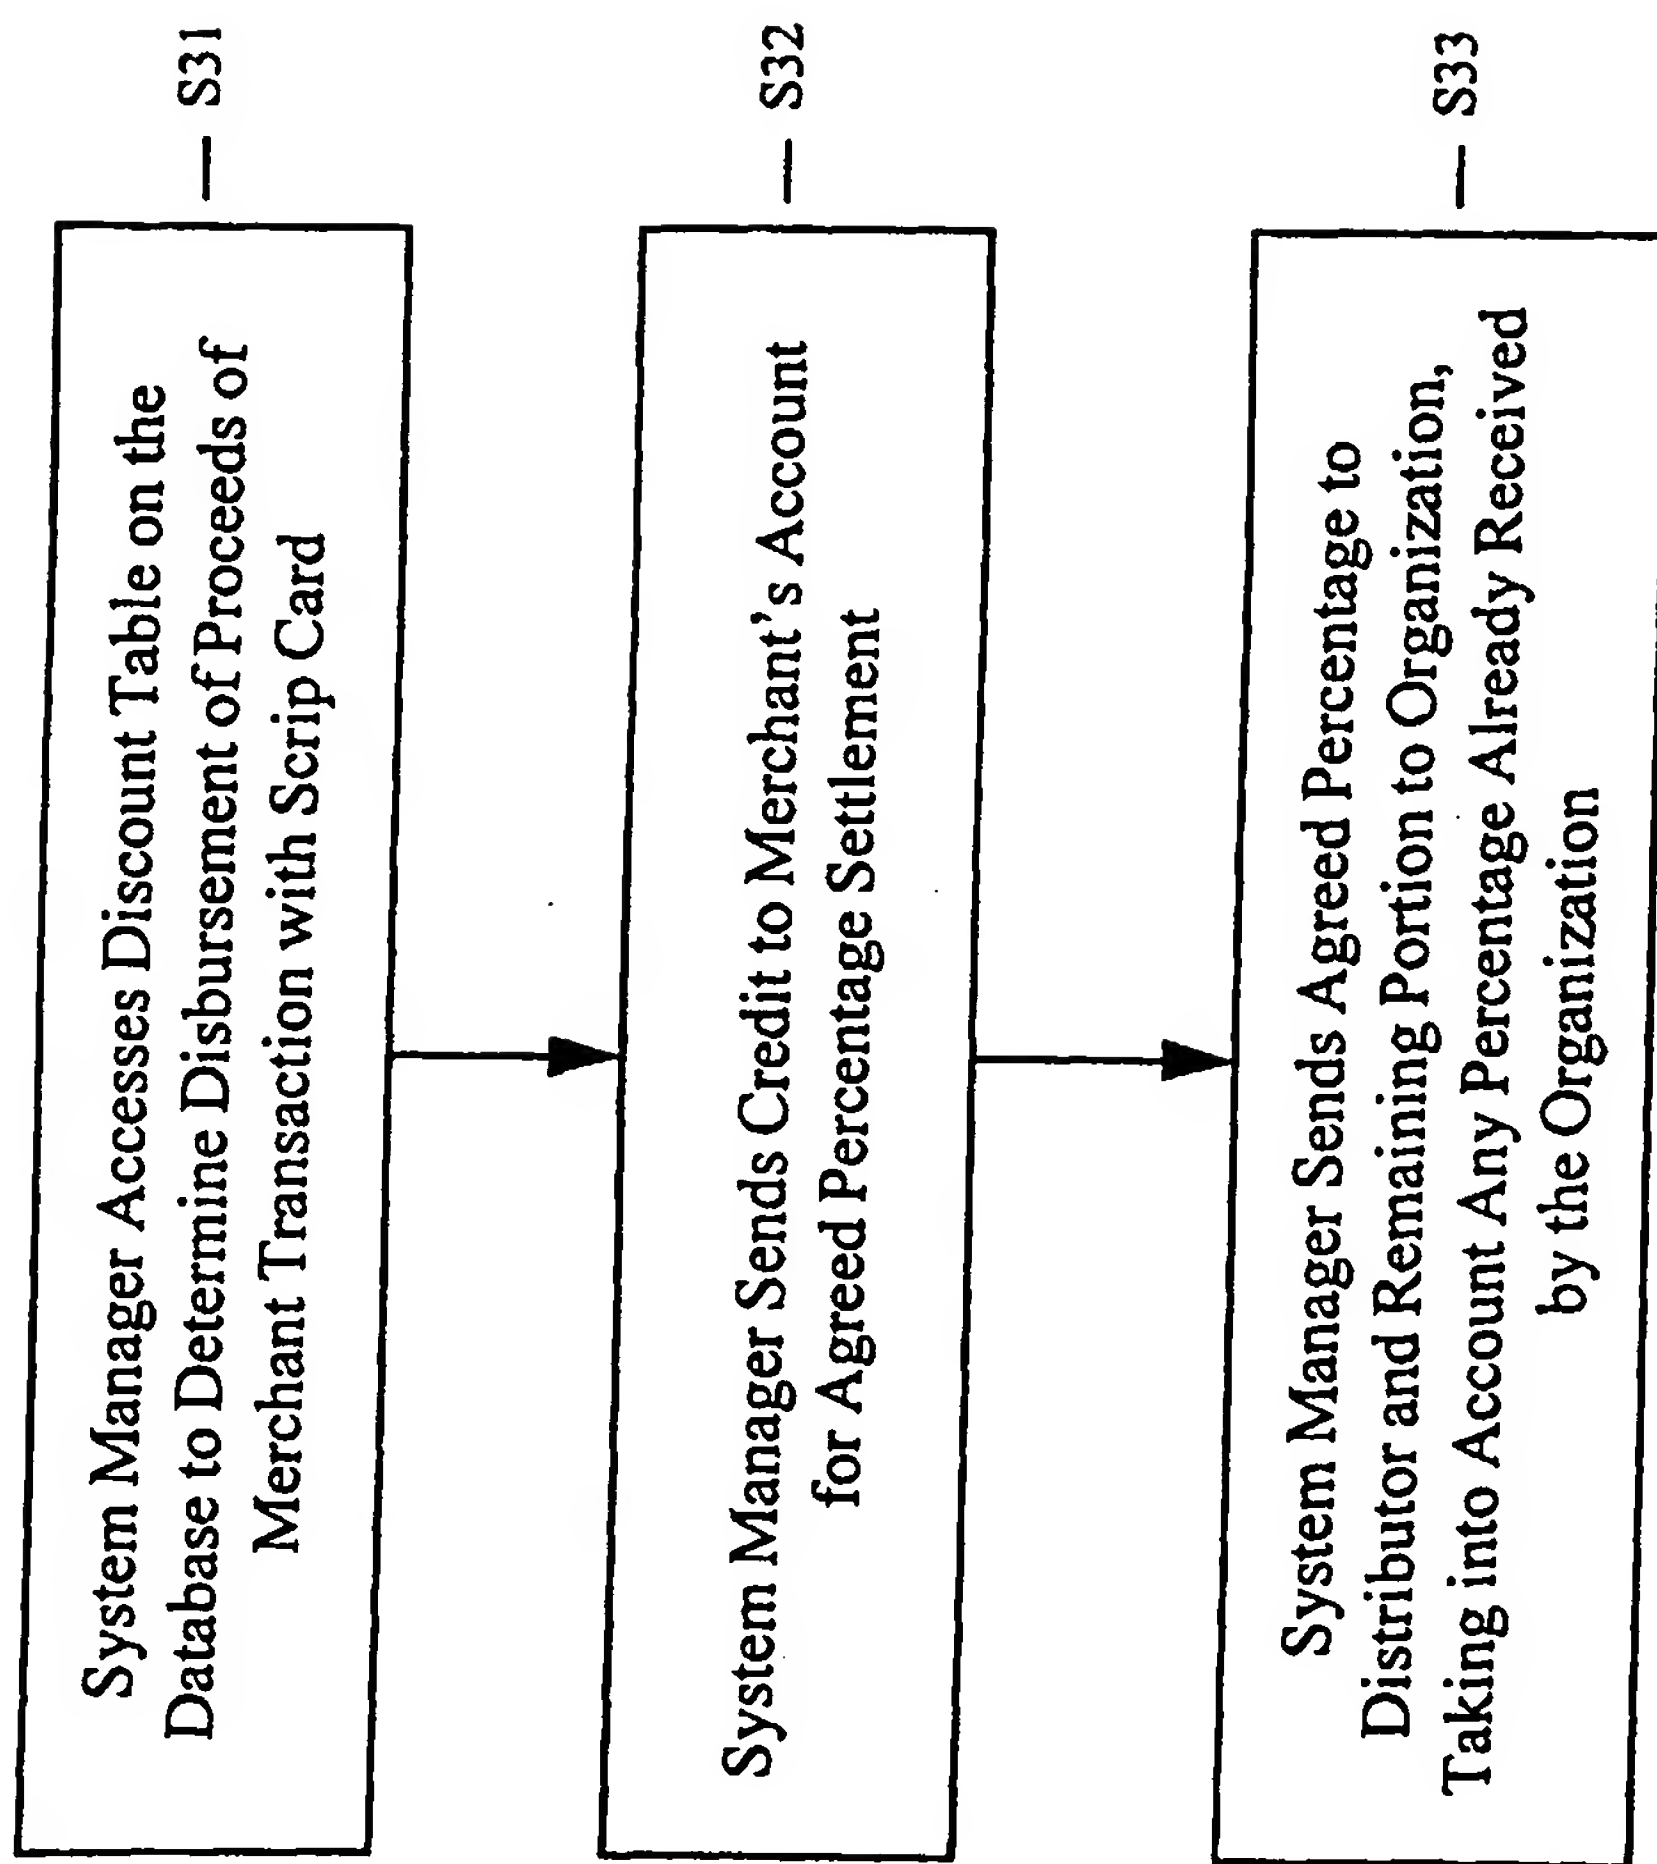 System Manager Accesses Discount Table on the
Database to Determine Disbursement of Proceeds of
Merchant Transaction with Scrip Card
— S31
System Manager Sends Credit to Merchant's Account
for Agreed Percentage Settlement
— S32
System Manager Sends Agreed Percentage to
Distributor and Remaining Portion to Organization,
Taking into Account Any Percentage Already Received
by the Organization
— S33